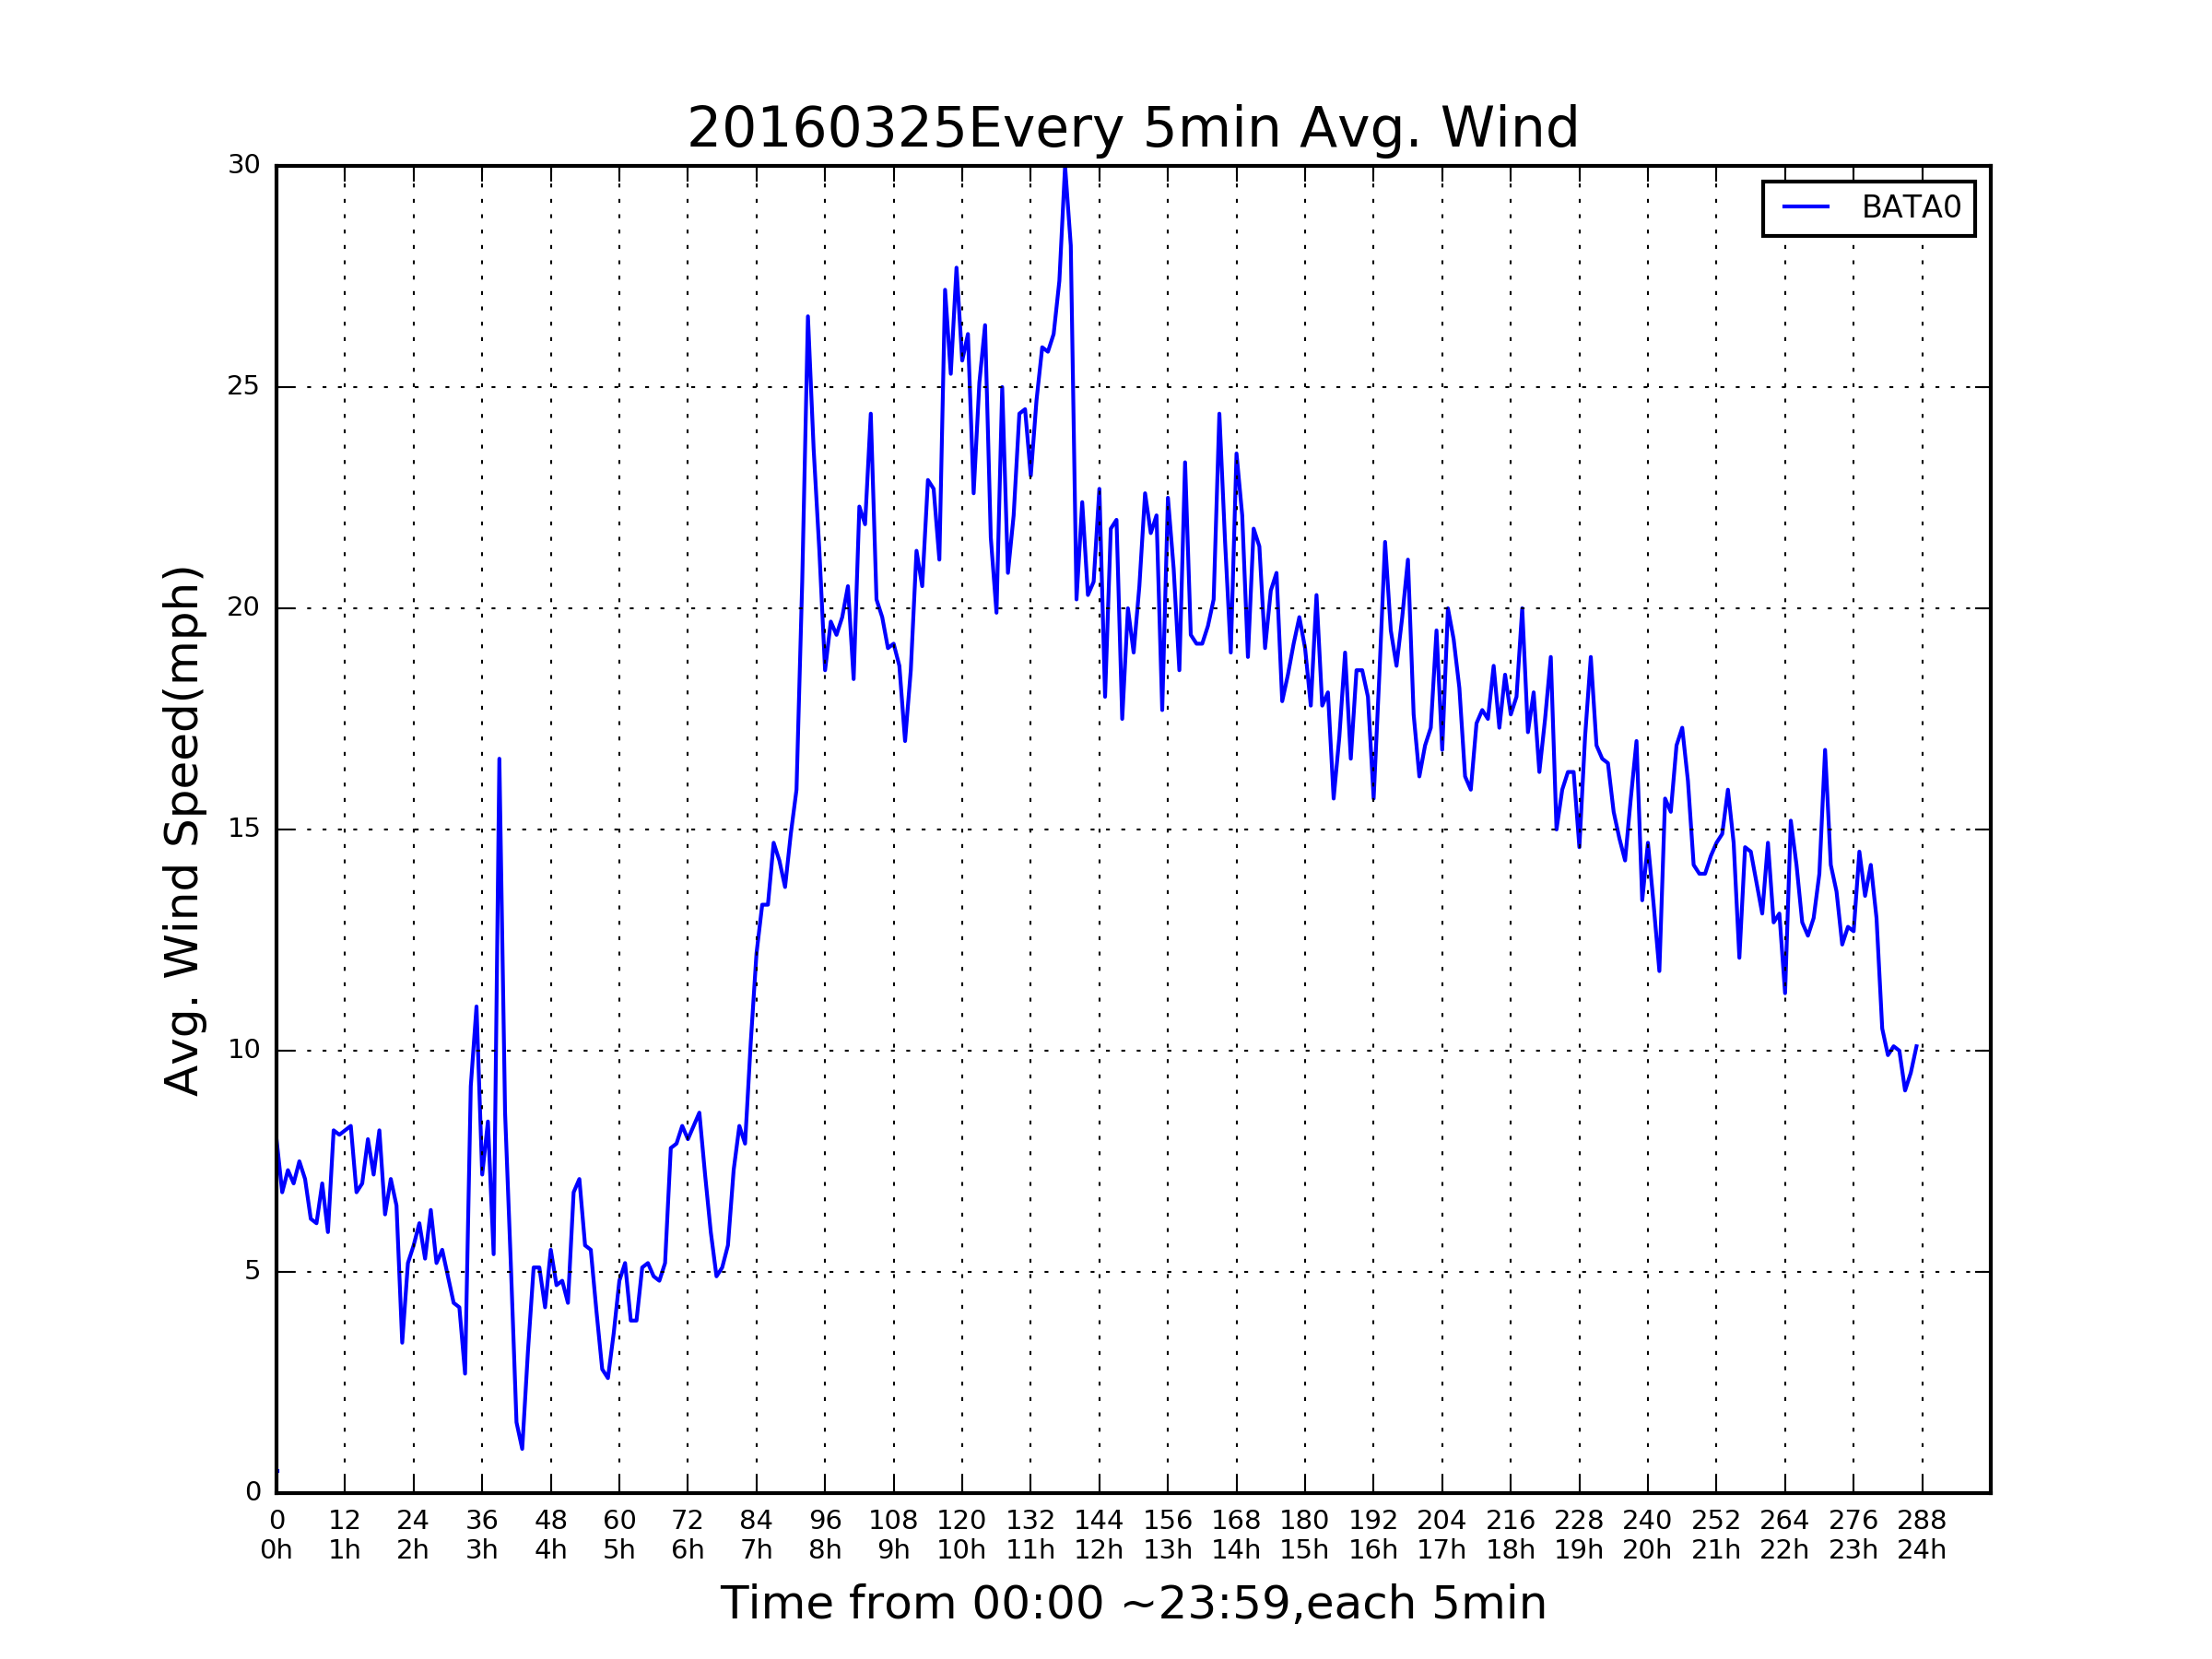 20160325Every 5min Avg. Wind
BATA0
Avg. Wind Speed(mph)
30
25
20
15
10
5
0
0 12 24 36 48 60 72 84 96 108 120 132 144 156 168 180 192 204 216 228 240 252 264 276 288
0h 1h 2h 3h 4h 5h 6h 7h 8h 9h 10h 11h 12h 13h 14h 15h 16h 17h 18h 19h 20h 21h 22h 23h 24h
Time from 00:00 ~23:59,each 5min